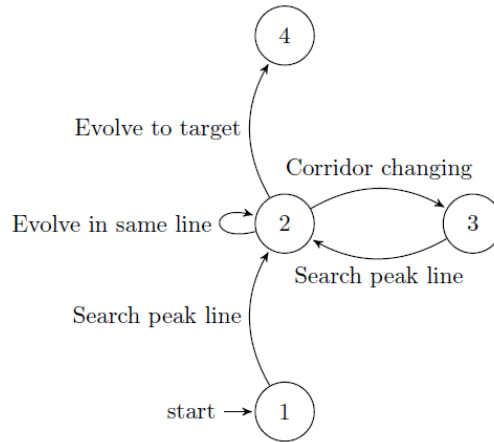 4
Evolve to target
Corridor changing
Evolve in same line
2
3
Search peak line
Search peak line
start
1